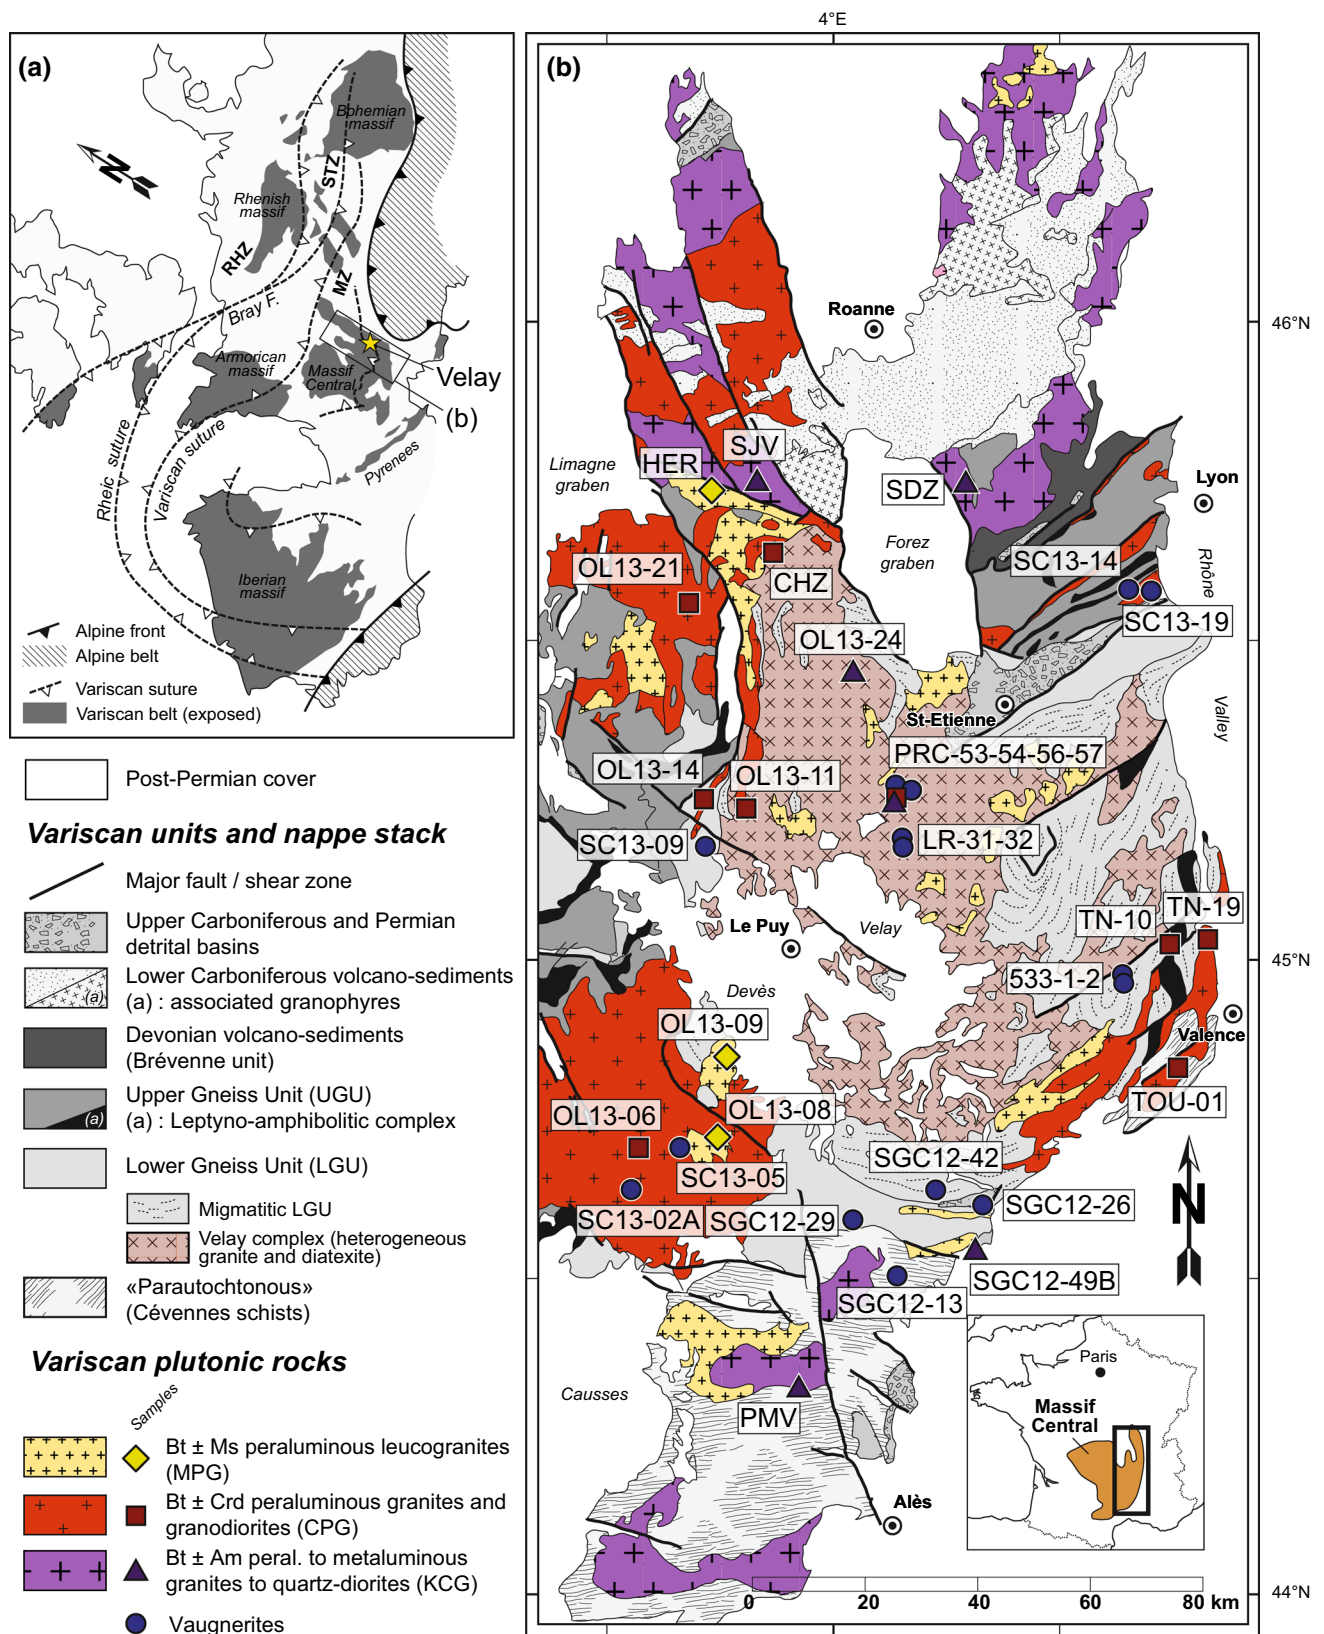 4°E
(a)
Bohemian
massif
STZ
N
Rhenish
massif
RHZ
MZ
Bray F.
Armorican
massif
Massif
Central
Velay
(b)
Rheic suture
Variscan suture
Pyrenees
Iberian
massif
Alpine front
Alpine belt
Variscan suture
Variscan belt (exposed)
Post-Permian cover
Variscan units and nappe stack
Major fault / shear zone
Upper Carboniferous and Permian
detrital basins
Lower Carboniferous volcano-sediments
(a) (a) : associated granophyres
Devonian volcano-sediments
(Brévenne unit)
Upper Gneiss Unit (UGU)
(a) (a) : Leptyno-amphibolitic complex
Lower Gneiss Unit (LGU)
Migmatitic LGU
Velay complex (heterogeneous
granite and diatexite)
«Parautochtonous»
(Cévennes schists)
Variscan plutonic rocks
Samples
Bt ± Ms peraluminous leucogranites
(MPG)
Bt ± Crd peraluminous granites and
granodiorites (CPG)
Bt ± Am peral. to metaluminous
granites to quartz-diorites (KCG)
Vaugnerites
(b)
Roanne
46°N
Limagne
graben
HER
SJV
SDZ
Lyon
Forez
graben
OL13-21
CHZ
SC13-14
Rhône
SC13-19
OL13-24
Valley
St-Etienne
OL13-14
OL13-11
PRC-53-54-56-57
SC13-09
LR-31-32
Le Puy
Velay
TN-10
TN-19
45°N
533-1-2
Devès
OL13-09
Valence
OL13-06
OL13-08
TOU-01
SC13-05
SGC12-42
SC13-02A
SGC12-29
SGC12-26
N
SGC12-13
SGC12-49B
Causses
PMV
Paris
Massif
Central
Alès
44°N
0 20 40 60 80 km